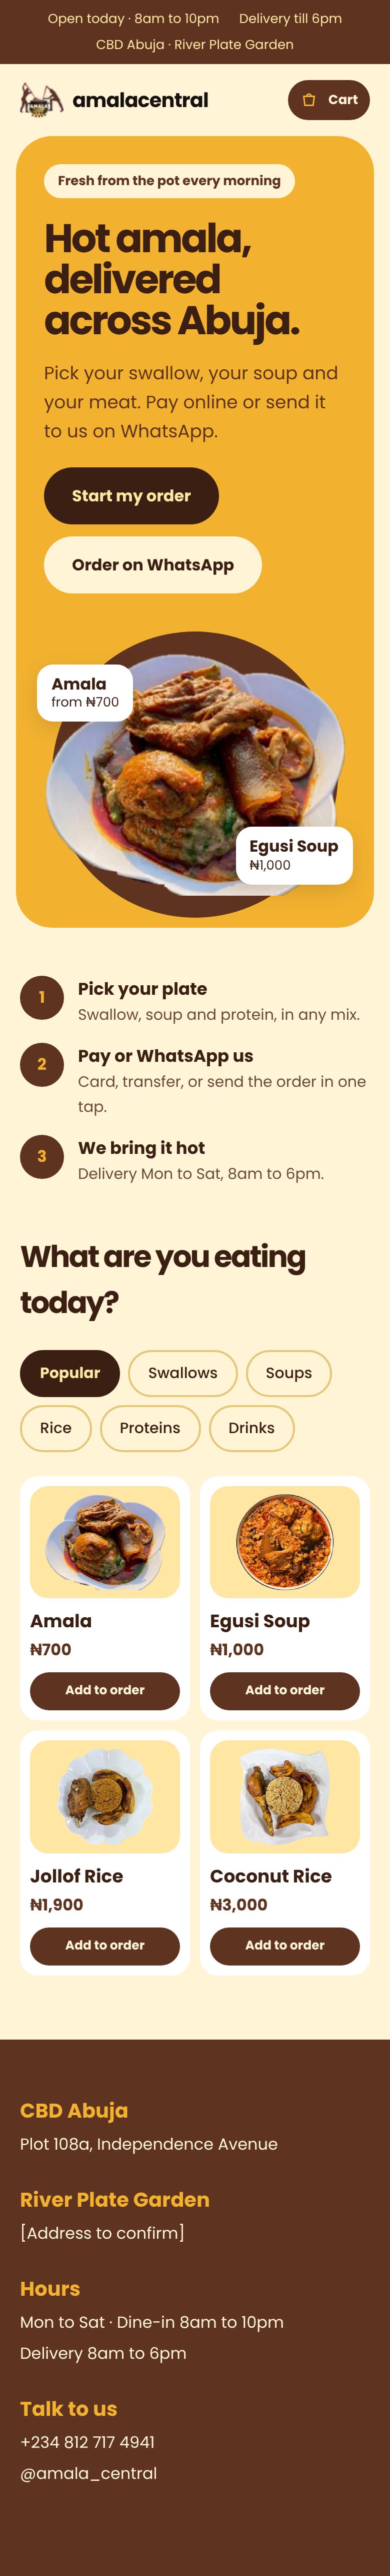 Open today · 8am to 10pm Delivery till 6pm
CBD Abuja · River Plate Garden
amalacentral
Cart
Fresh from the pot every morning
Hot amala,
delivered
across Abuja.
Pick your swallow, your soup and
your meat. Pay online or send it
to us on WhatsApp.
Start my order
Order on WhatsApp
Amala
from ₦700
Egusi Soup
₦1,000
1
Pick your plate
Swallow, soup and protein, in any mix.
2
Pay or WhatsApp us
Card, transfer, or send the order in one
tap.
3
We bring it hot
Delivery Mon to Sat, 8am to 6pm.
What are you eating
today?
Popular Swallows Soups
Rice Proteins Drinks
Amala
₦700
Add to order
Egusi Soup
₦1,000
Add to order
Jollof Rice
₦1,900
Add to order
Coconut Rice
₦3,000
Add to order
CBD Abuja
Plot 108a, Independence Avenue
River Plate Garden
[Address to confirm]
Hours
Mon to Sat · Dine-in 8am to 10pm
Delivery 8am to 6pm
Talk to us
+234 812 717 4941
@amala_central